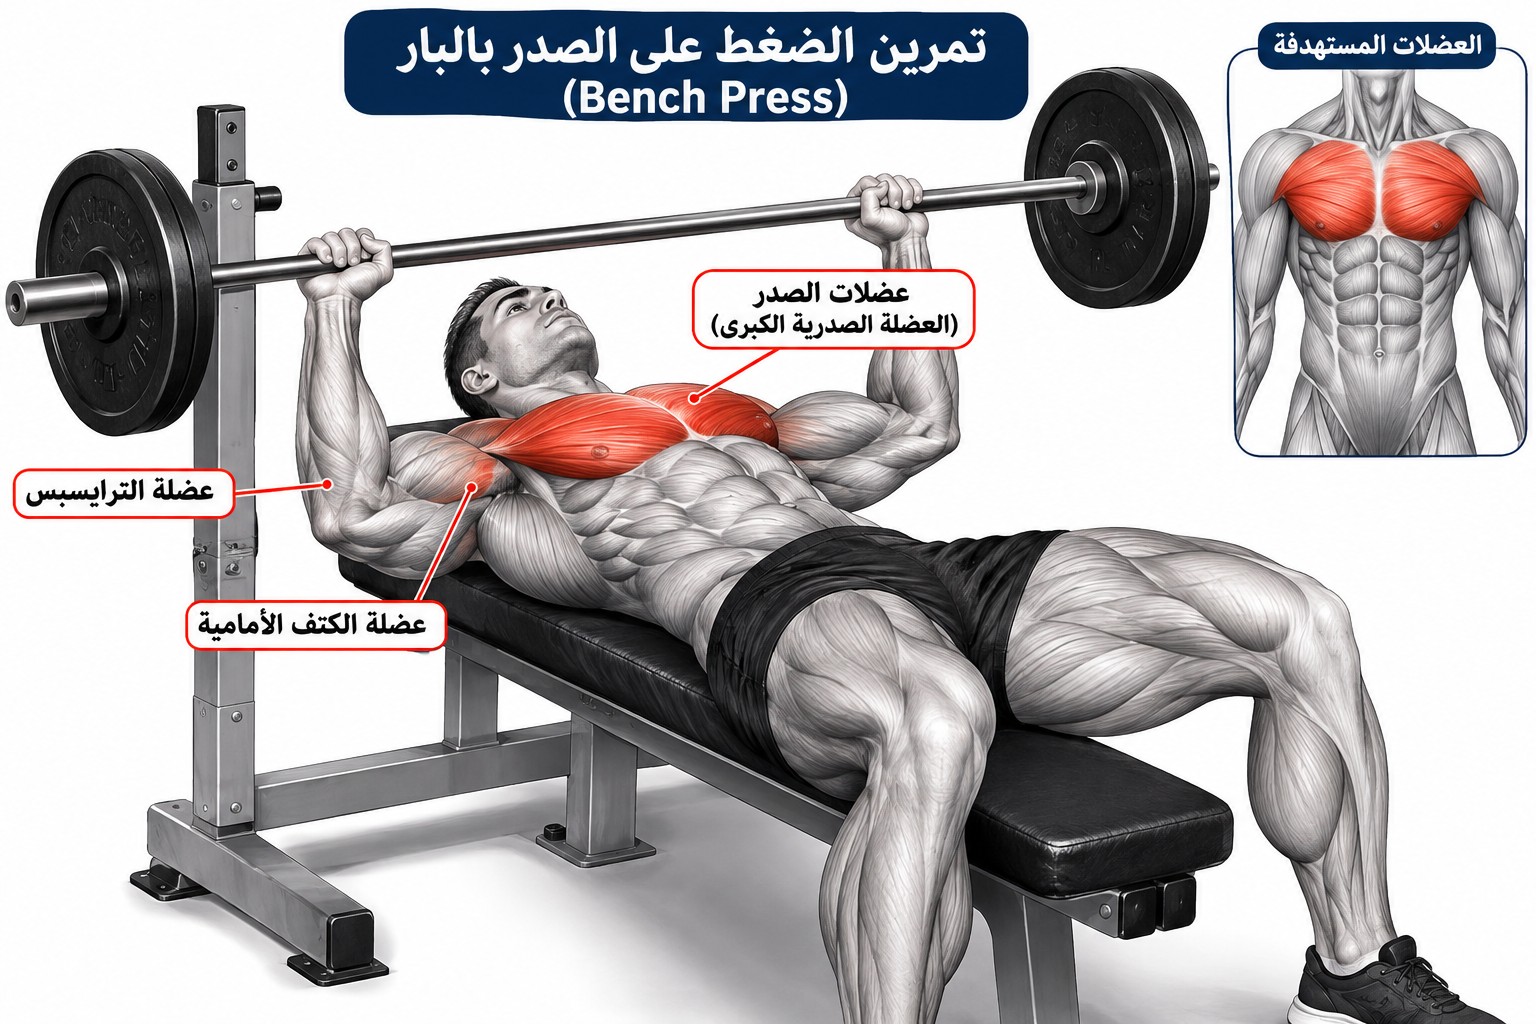 تمرين الضغط على الصدر بالبار
(Bench Press)
العضلات المستهدفة
عضلات الصدر
(العضلة الصدرية الكبرى)
عضلة الترايسبس
عضلة الكتف الأمامية